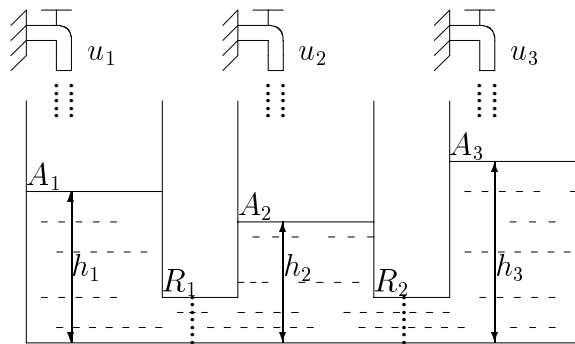 u₁ u₂ u₃
A₃
A₁
A₂
h₁ h₂ h₃
R₁ R₂